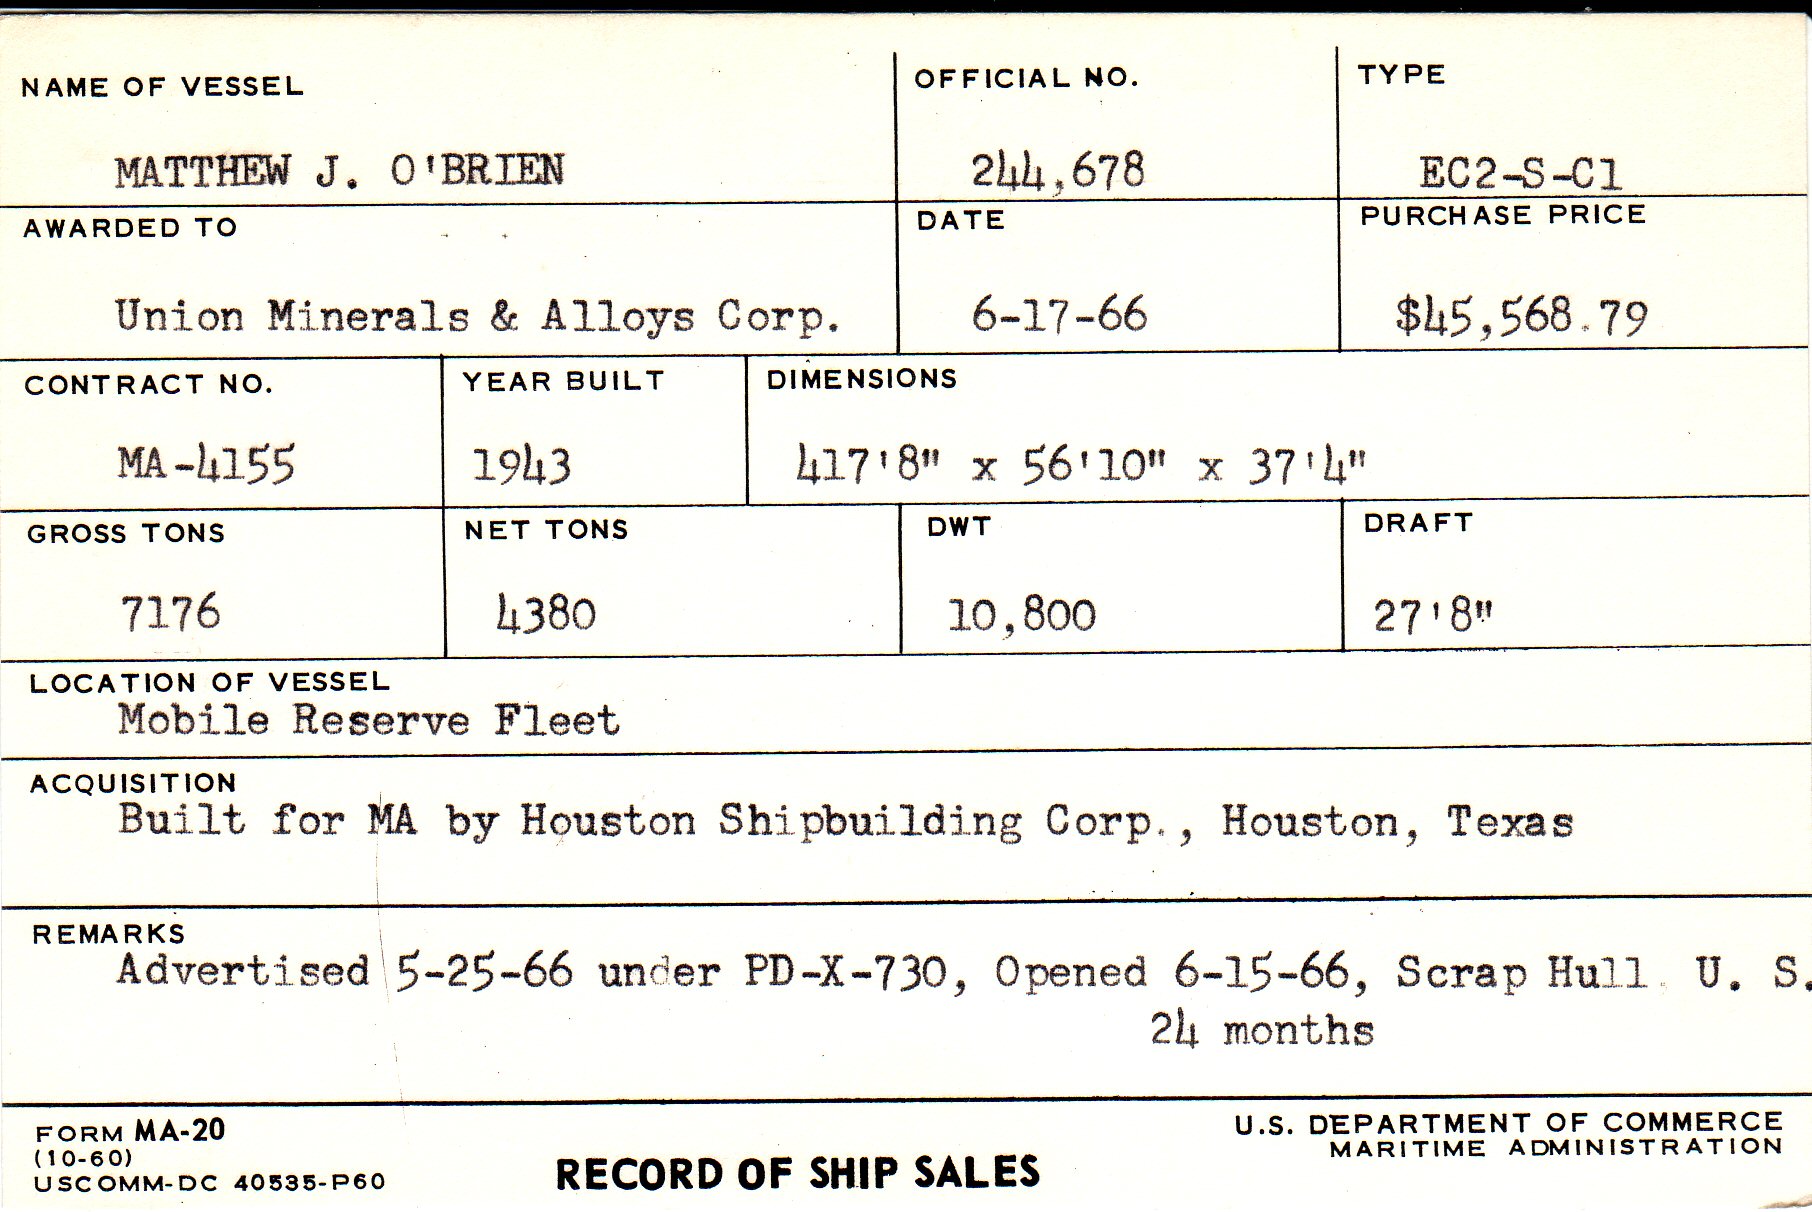 NAME OF VESSEL
OFFICIAL NO.
TYPE
MATTHEW J. O'BRIEN
244,678
EC2-S-C1
AWARDED TO
DATE
PURCHASE PRICE
Union Minerals & Alloys Corp.
6-17-66
$45,568.79
CONTRACT NO.
YEAR BUILT
DIMENSIONS
MA-4155
1943
417'8" x 56'10" x 37'4"
GROSS TONS
NET TONS
DWT
DRAFT
7176
4380
10,800
27'8"
LOCATION OF VESSEL
Mobile Reserve Fleet
ACQUISITION
Built for MA by Houston Shipbuilding Corp., Houston, Texas
REMARKS
Advertised 5-25-66 under PD-X-730, Opened 6-15-66, Scrap Hull. U. S.
24 months
FORM MA-20
(10-60)
USCOMM-DC 40535-P60
RECORD OF SHIP SALES
U.S. DEPARTMENT OF COMMERCE
MARITIME ADMINISTRATION